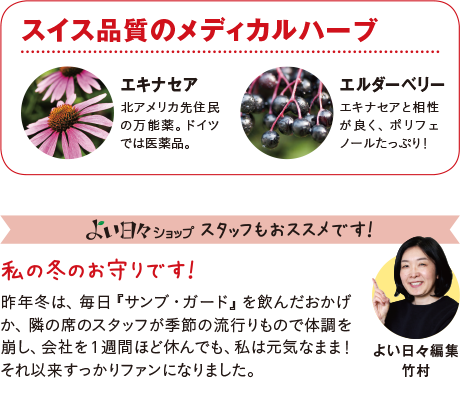 スイス品質のメディカルハーブ
エキナセア
北アメリカ先住民
の万能薬。ドイツ
では医薬品。
エルダーベリー
エキナセアと相性
が良く、ポリフェ
ノールたっぷり！
よい日々ショップ スタッフもおススメです！
私の冬のお守りです！
昨年冬は、毎日『サンブ・ガード』を飲んだおかげ
か、隣の席のスタッフが季節の流行りもので体調を
崩し、会社を1週間ほど休んでも、私は元気なまま！
それ以来すっかりファンになりました。
よい日々編集
竹村